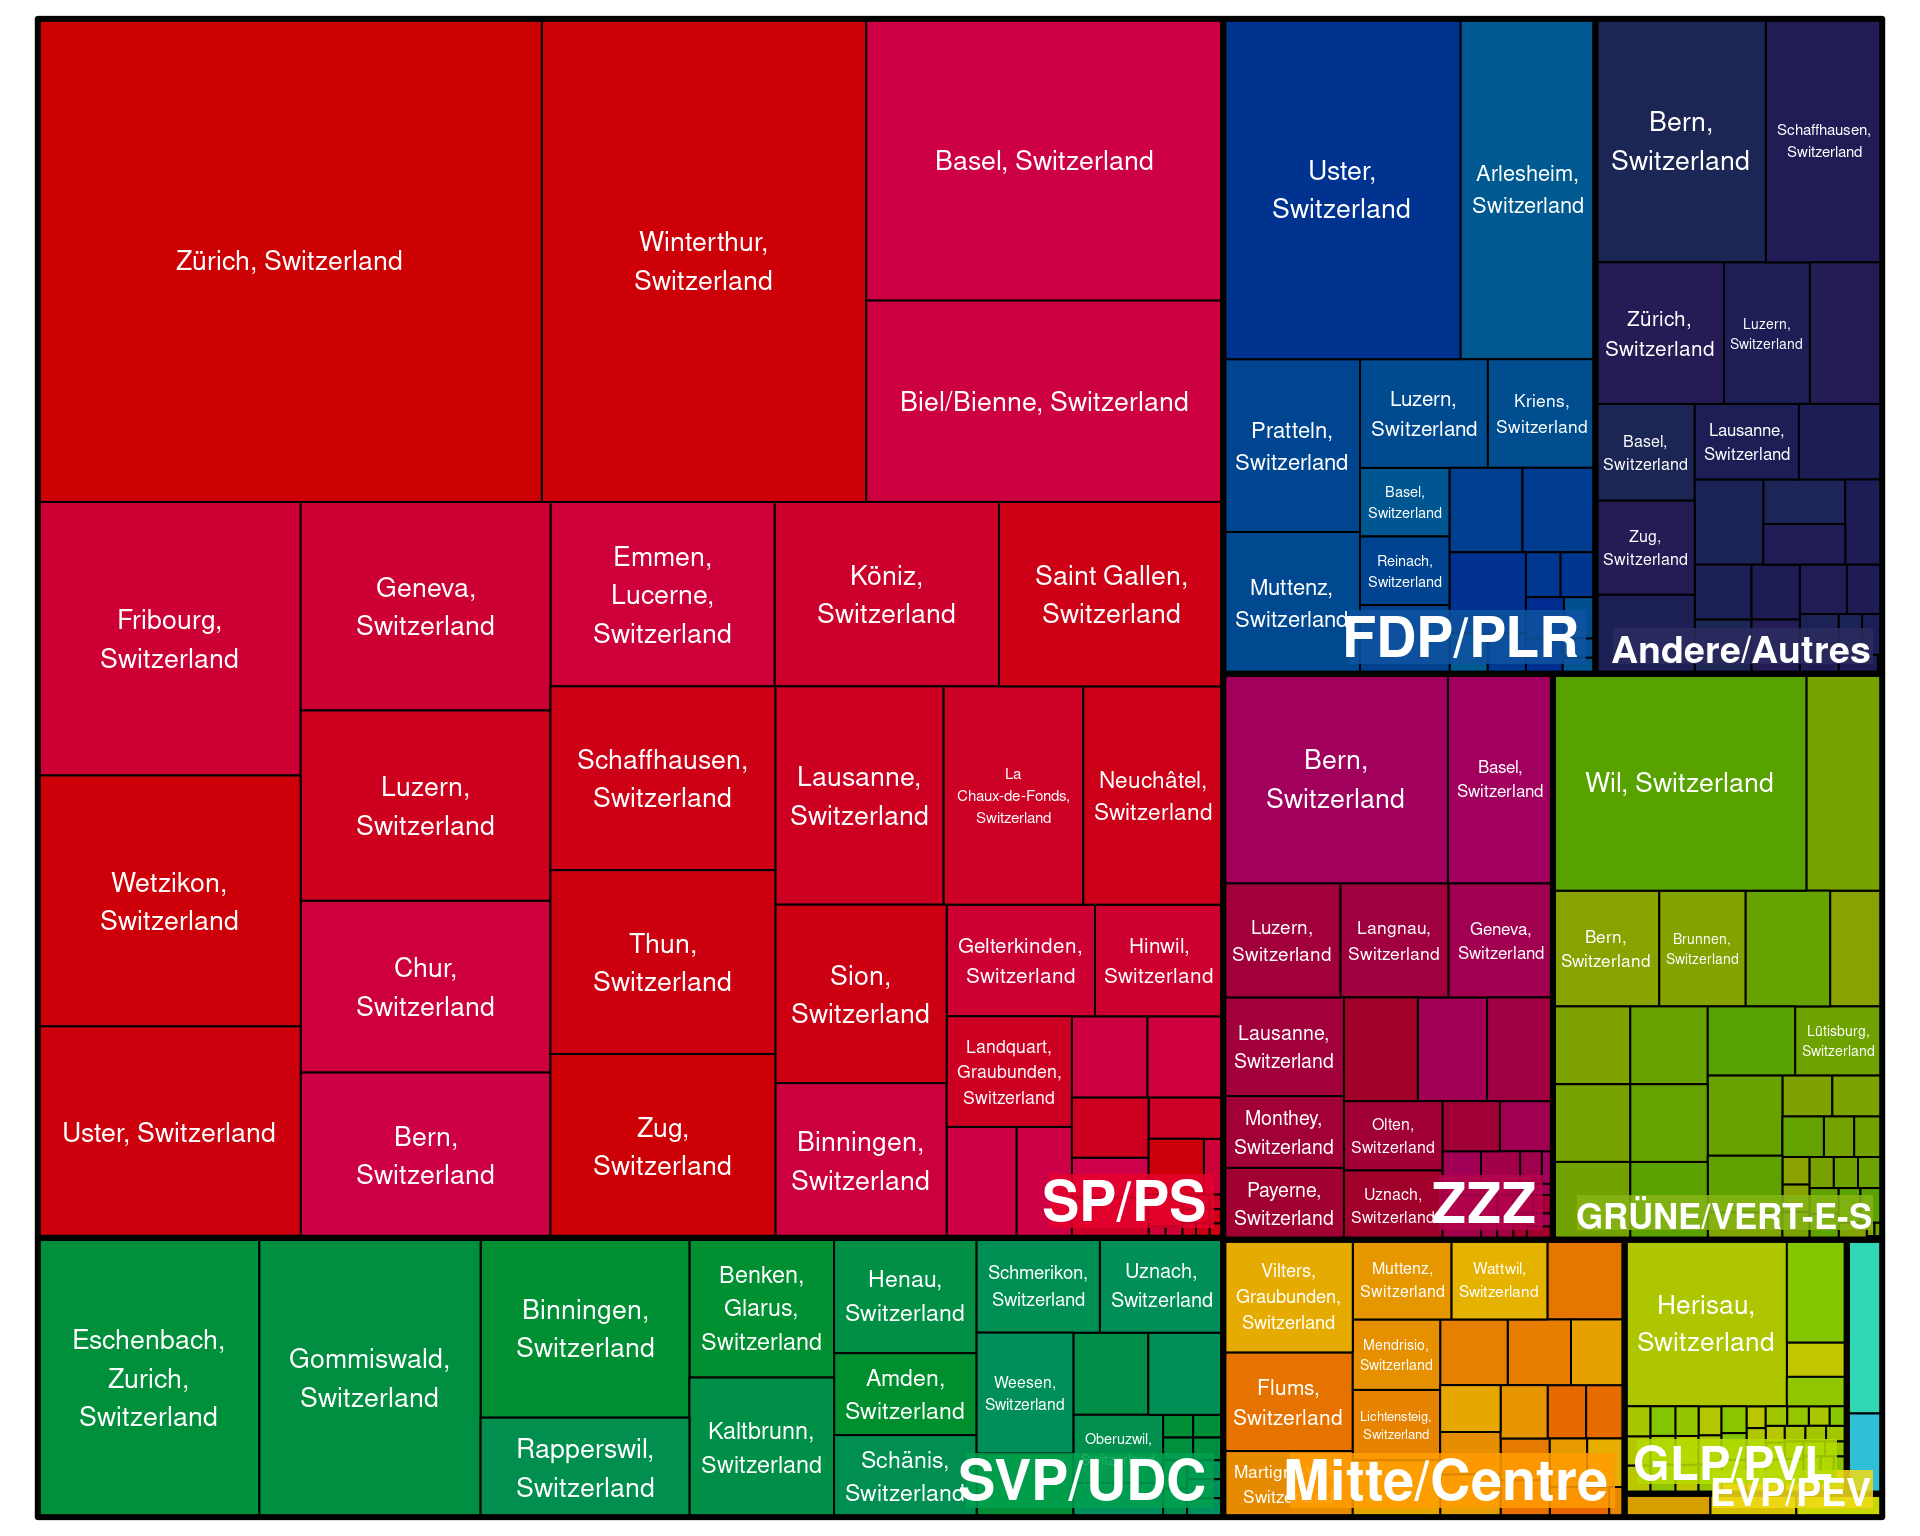 Zürich, Switzerland
Winterthur,
Switzerland
Basel, Switzerland
Biel/Bienne, Switzerland
Fribourg,
Switzerland
Geneva,
Switzerland
Emmen,
Lucerne,
Switzerland
Köniz,
Switzerland
Saint Gallen,
Switzerland
Wetzikon,
Switzerland
Luzern,
Switzerland
Schaffhausen,
Switzerland
Lausanne,
Switzerland
La
Chaux-de-Fonds,
Switzerland
Neuchâtel,
Switzerland
Chur,
Switzerland
Thun,
Switzerland
Sion,
Switzerland
Gelterkinden,
Switzerland
Hinwil,
Switzerland
Landquart,
Graubunden,
Switzerland
Uster, Switzerland
Bern,
Switzerland
Zug,
Switzerland
Binningen,
Switzerland
SP/PS
Uster,
Switzerland
Arlesheim,
Switzerland
Pratteln,
Switzerland
Luzern,
Switzerland
Kriens,
Switzerland
Basel,
Switzerland
Reinach,
Switzerland
Muttenz,
Switzerland
FDP/PLR
Bern,
Switzerland
Schaffhausen,
Switzerland
Zürich,
Switzerland
Luzern,
Switzerland
Basel,
Switzerland
Lausanne,
Switzerland
Zug,
Switzerland
Andere/Autres
Bern,
Switzerland
Basel,
Switzerland
Luzern,
Switzerland
Langnau,
Switzerland
Geneva,
Switzerland
Lausanne,
Switzerland
Monthey,
Switzerland
Olten,
Switzerland
Payerne,
Switzerland
Uznach,
Switzerland
ZZZ
Wil, Switzerland
Bern,
Switzerland
Brunnen,
Switzerland
Lütisburg,
Switzerland
GRÜNE/VERT-E-S
Eschenbach,
Zurich,
Switzerland
Gommiswald,
Switzerland
Binningen,
Switzerland
Rapperswil,
Switzerland
Benken,
Glarus,
Switzerland
Kaltbrunn,
Switzerland
Henau,
Switzerland
Amden,
Switzerland
Schänis,
Switzerland
Schmerikon,
Switzerland
Uznach,
Switzerland
Weesen,
Switzerland
Oberuzwil,
SVP/UDC
Vilters,
Graubunden,
Switzerland
Muttenz,
Switzerland
Wattwil,
Switzerland
Mendrisio,
Switzerland
Flums,
Switzerland
Lichtensteig,
Switzerland
Mitte/Centre
Herisau,
Switzerland
GLP/PVL
EVP/PEV